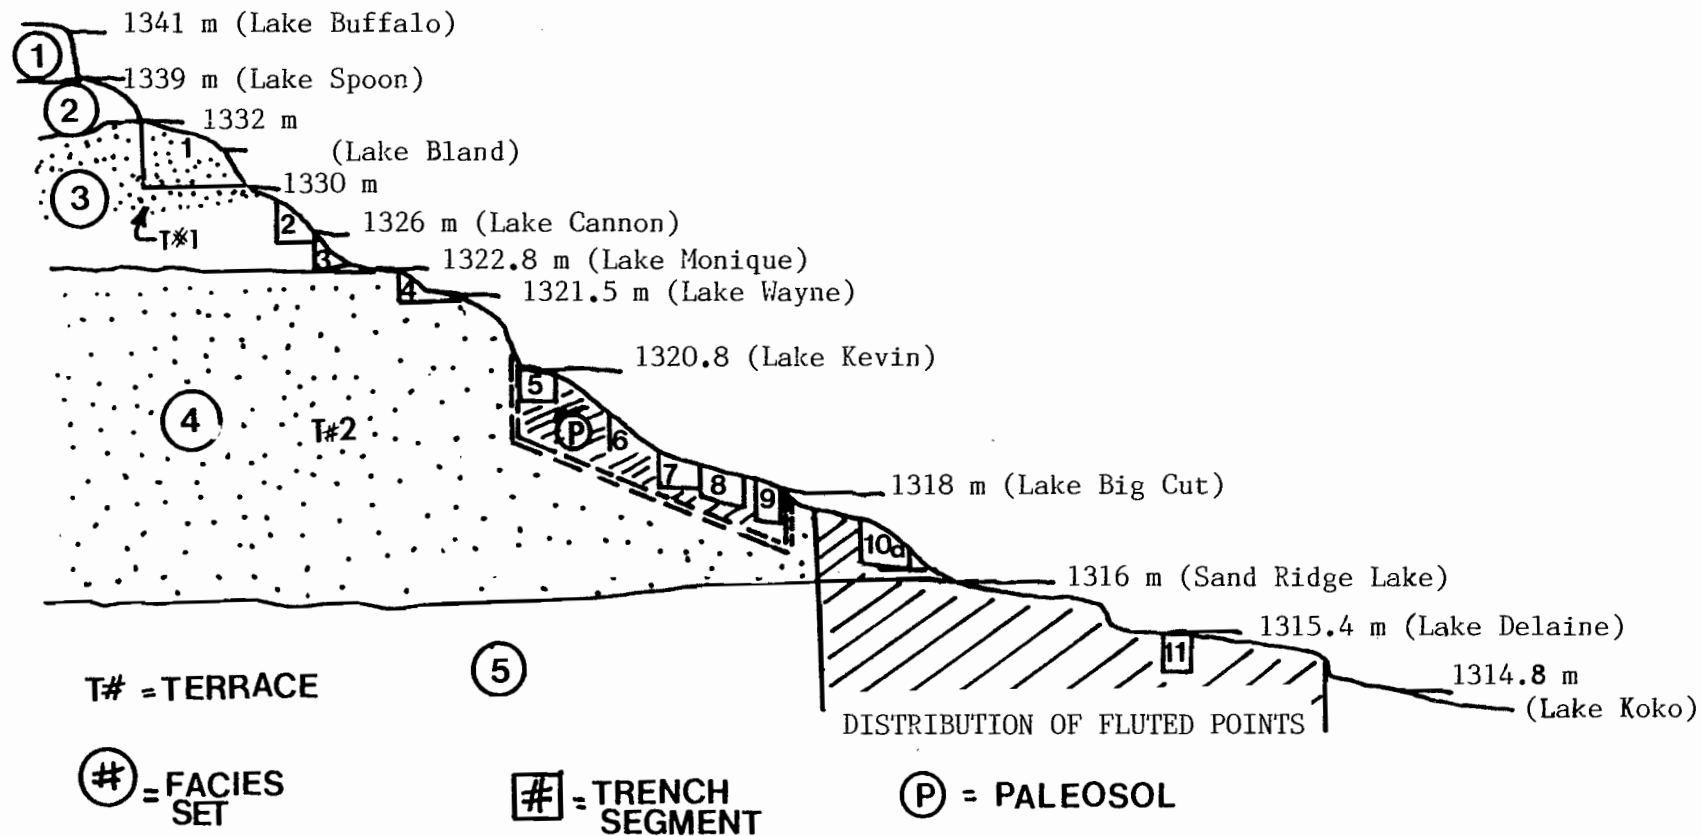 1341 m (Lake Buffalo)
1
1339 m (Lake Spoon)
2
1332 m
1
(Lake Bland)
3
1330 m
2
1326 m (Lake Cannon)
T#1
3
1322.8 m (Lake Monique)
4
1321.5 m (Lake Wayne)
1320.8 (Lake Kevin)
5
4
T#2
P
6
7
8
9
1318 m (Lake Big Cut)
10a
1316 m (Sand Ridge Lake)
1315.4 m (Lake Delaine)
11
5
1314.8 m
(Lake Koko)
T# = TERRACE
DISTRIBUTION OF FLUTED POINTS
# = FACIES
SET
# = TRENCH
SEGMENT
P = PALEOSOL